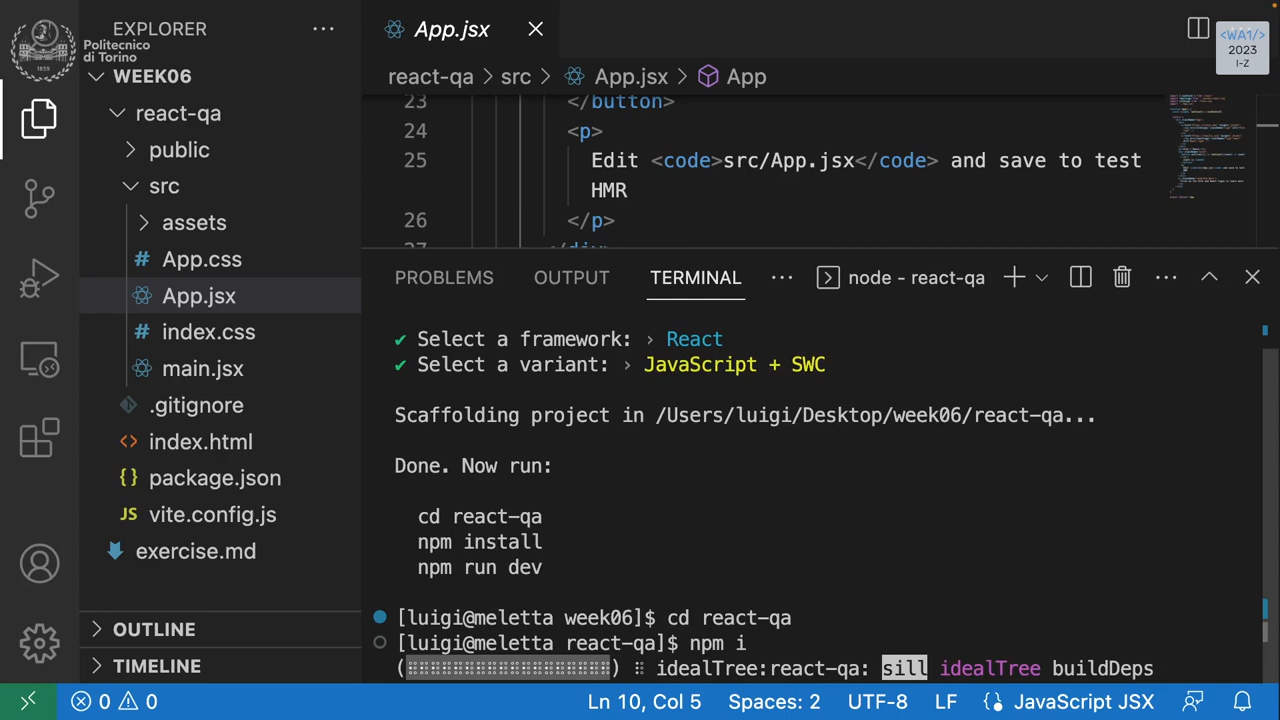 EXPLORER
App.jsx
Politecnico
di Torino
<WA1/>
2023
I-Z
WEEK06
react-qa
public
src
assets
App.css
App.jsx
index.css
main.jsx
.gitignore
index.html
package.json
vite.config.js
exercise.md
OUTLINE
TIMELINE
react-qa > src > App.jsx > App
23 </button>
24 <p>
25 Edit <code>src/App.jsx</code> and save to test
HMR
26 </p>
27 </div>
PROBLEMS OUTPUT TERMINAL ··· node - react-qa
✔ Select a framework: › React
✔ Select a variant: › JavaScript + SWC
Scaffolding project in /Users/luigi/Desktop/week06/react-qa...
Done. Now run:
cd react-qa
npm install
npm run dev
[luigi@meletta week06]$ cd react-qa
[luigi@meletta react-qa]$ npm i
(⠿⠿⠿⠿⠿⠿⠿⠿⠿⠿⠿⠿⠿⠿⠿⠿⠿⠿) ⠿ idealTree:react-qa: sill idealTree buildDeps
0 0 Ln 10, Col 5 Spaces: 2 UTF-8 LF {} JavaScript JSX